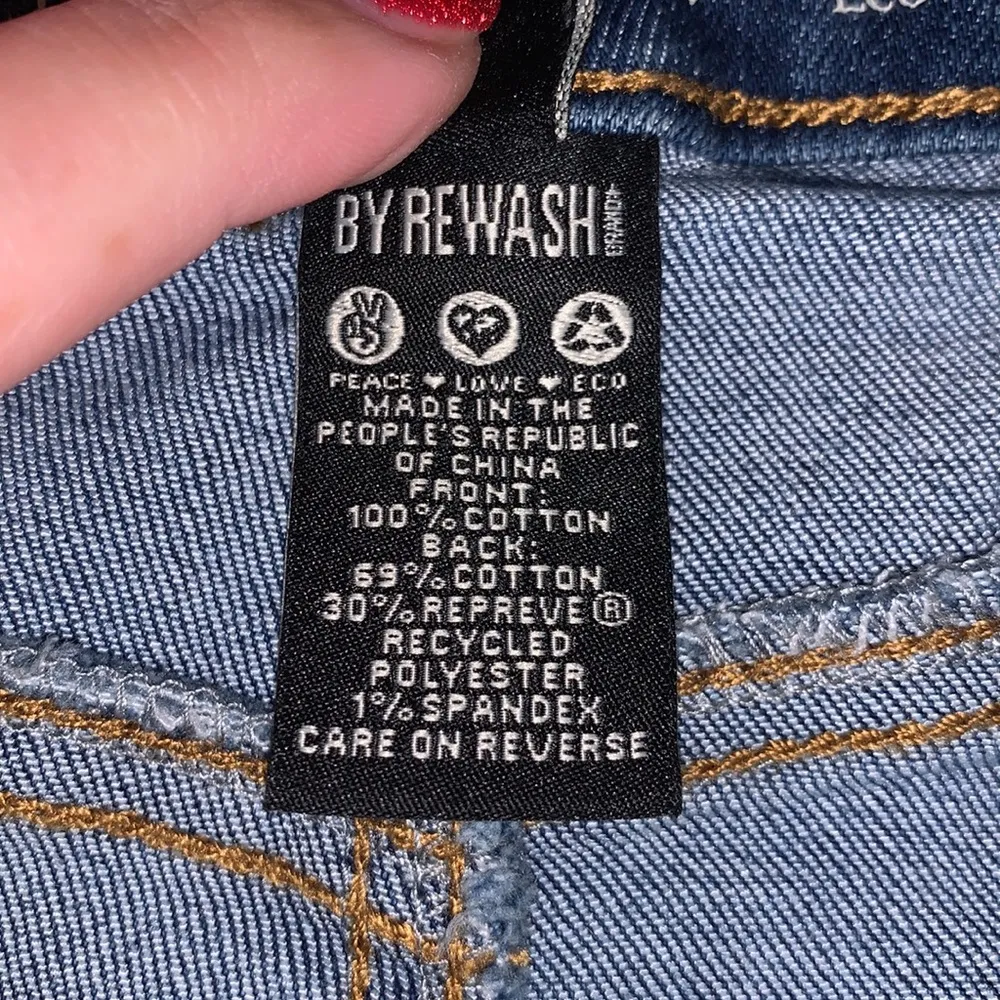 BY REWASH BRAND
PEACE ♥ LOVE ♥ ECO
MADE IN THE
PEOPLE'S REPUBLIC
OF CHINA
FRONT:
100% COTTON
BACK:
69% COTTON
30% REPREVE®
RECYCLED
POLYESTER
1% SPANDEX
CARE ON REVERSE